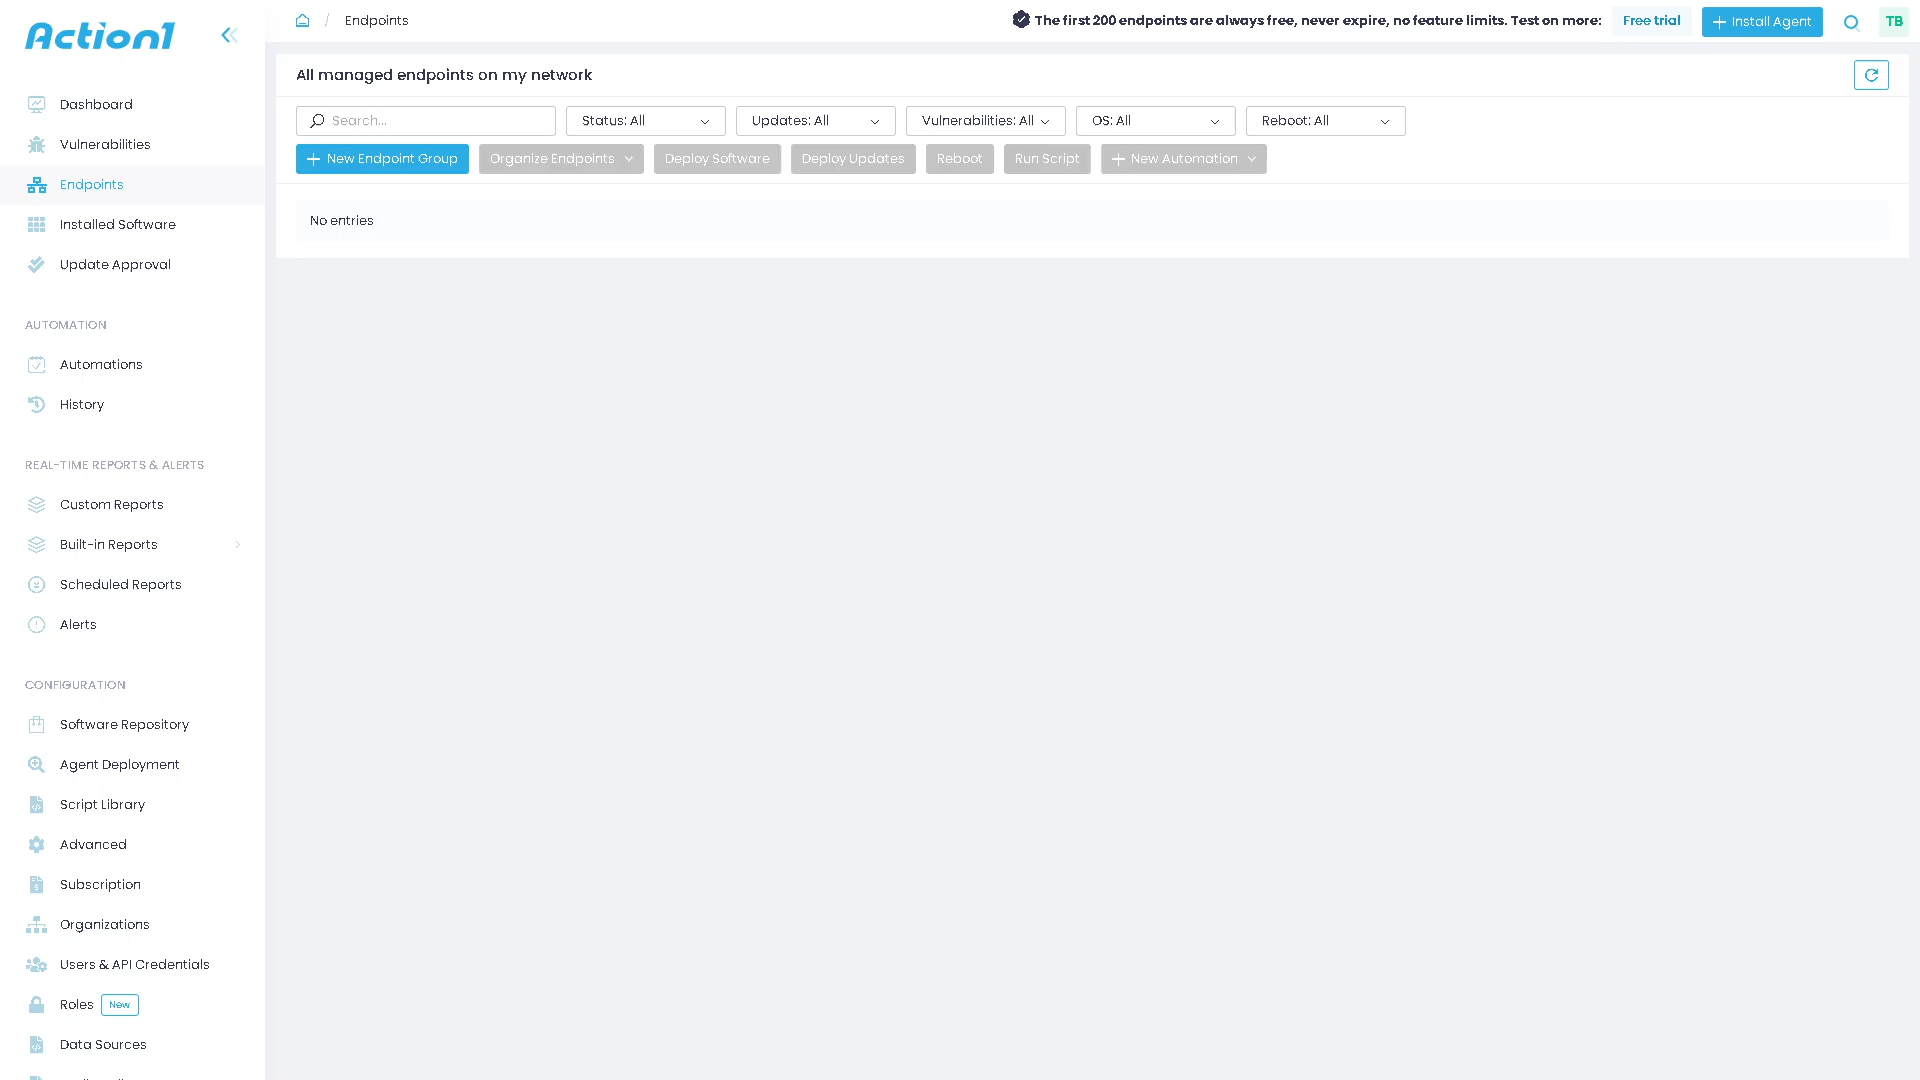 Action1
Endpoints
The first 200 endpoints are always free, never expire, no feature limits. Test on more:
Free trial
Install Agent
TB
Dashboard
Vulnerabilities
Endpoints
Installed Software
Update Approval
AUTOMATION
Automations
History
REAL-TIME REPORTS & ALERTS
Custom Reports
Built-in Reports
Scheduled Reports
Alerts
CONFIGURATION
Software Repository
Agent Deployment
Script Library
Advanced
Subscription
Organizations
Users & API Credentials
Roles New
Data Sources
All managed endpoints on my network
Search...
Status: All
Updates: All
Vulnerabilities: All
OS: All
Reboot: All
New Endpoint Group
Organize Endpoints
Deploy Software
Deploy Updates
Reboot
Run Script
New Automation
No entries